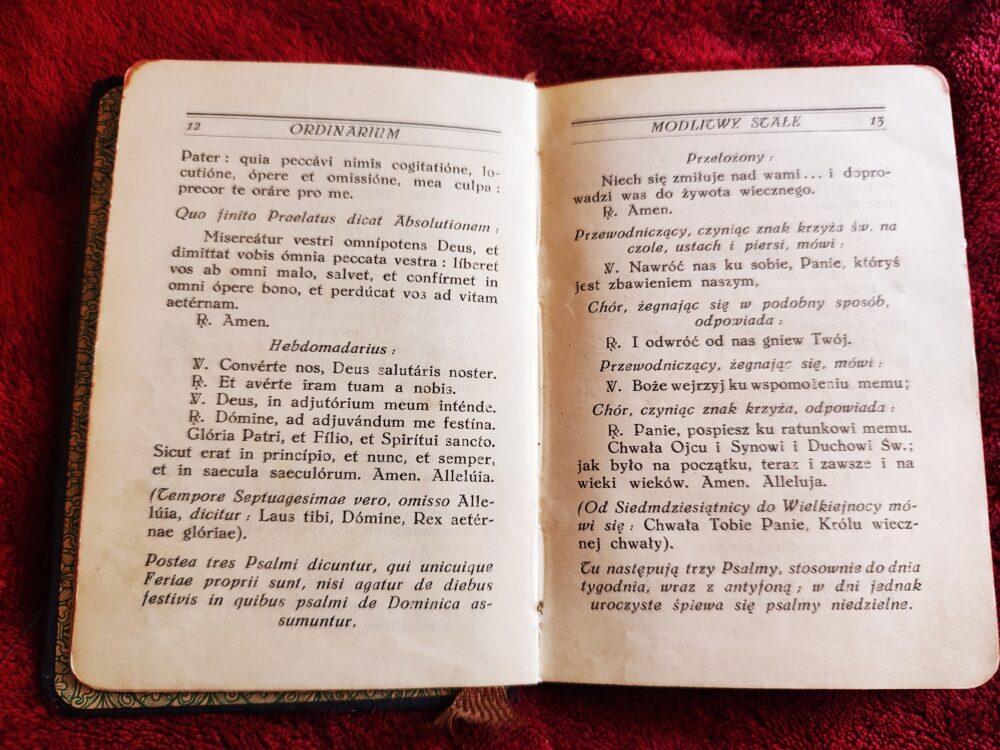 12 ORDINARIUM
Pater: quia peccávi nimis cogitatióne, lo-
cutióne, ópere et omissióne, mea culpa:
precor te oráre pro me.
Quo finito Praelatus dicat Absolutionem:
Misereátur vestri omnípotens Deus, et
dimittat vobis ómnia peccata vestra: líberet
vos ab omni malo, salvet, et confírmet in
omni ópere bono, et perdúcat vos ad vitam
aetérnam.
℟. Amen.
Hebdomadarius:
℣. Convérte nos, Deus salutáris noster.
℟. Et avérte iram tuam a nobis.
℣. Deus, in adjutórium meum inténde.
℟. Dómine, ad adjuvándum me festína.
Glória Patri, et Fílio, et Spirítui sancto.
Sicut erat in princípio, et nunc, et semper,
et in saecula saeculórum. Amen. Allelúia.
(Tempore Septuagesimae vero, omisso Alle-
lúia, dicitur: Laus tibi, Dómine, Rex aetér-
nae glóriae).
Postea tres Psalmi dicuntur, qui unicuique
Feriae proprii sunt, nisi agatur de diebus
festivis in quibus psalmi de Dominica as-
sumuntur.
MODLITWY STAŁE 13
Przełożony:
Niech się zmiłuje nad wami... i dopro-
wadzi was do żywota wiecznego.
℟. Amen.
Przewodniczący, czyniąc znak krzyża św. na
czole, ustach i piersi, mówi:
℣. Nawróć nas ku sobie, Panie, któryś
jest zbawieniem naszym,
Chór, żegnając się w podobny sposób,
odpowiada:
℟. I odwróć od nas gniew Twój.
Przewodniczący, żegnając się, mówi:
℣. Boże wejrzyj ku wspomożeniu memu;
Chór, czyniąc znak krzyża, odpowiada:
℟. Panie, pospiesz ku ratunkowi memu.
Chwała Ojcu i Synowi i Duchowi Św.;
jak było na początku, teraz i zawsze i na
wieki wieków. Amen. Alleluja.
(Od Siedmdziesiątnicy do Wielkiejnocy mó-
wi się: Chwała Tobie Panie, Królu wiecz-
nej chwały).
Tu następują trzy Psalmy, stosownie do dnia
tygodnia, wraz z antyfoną; w dni jednak
uroczyste śpiewa się psalmy niedzielne.